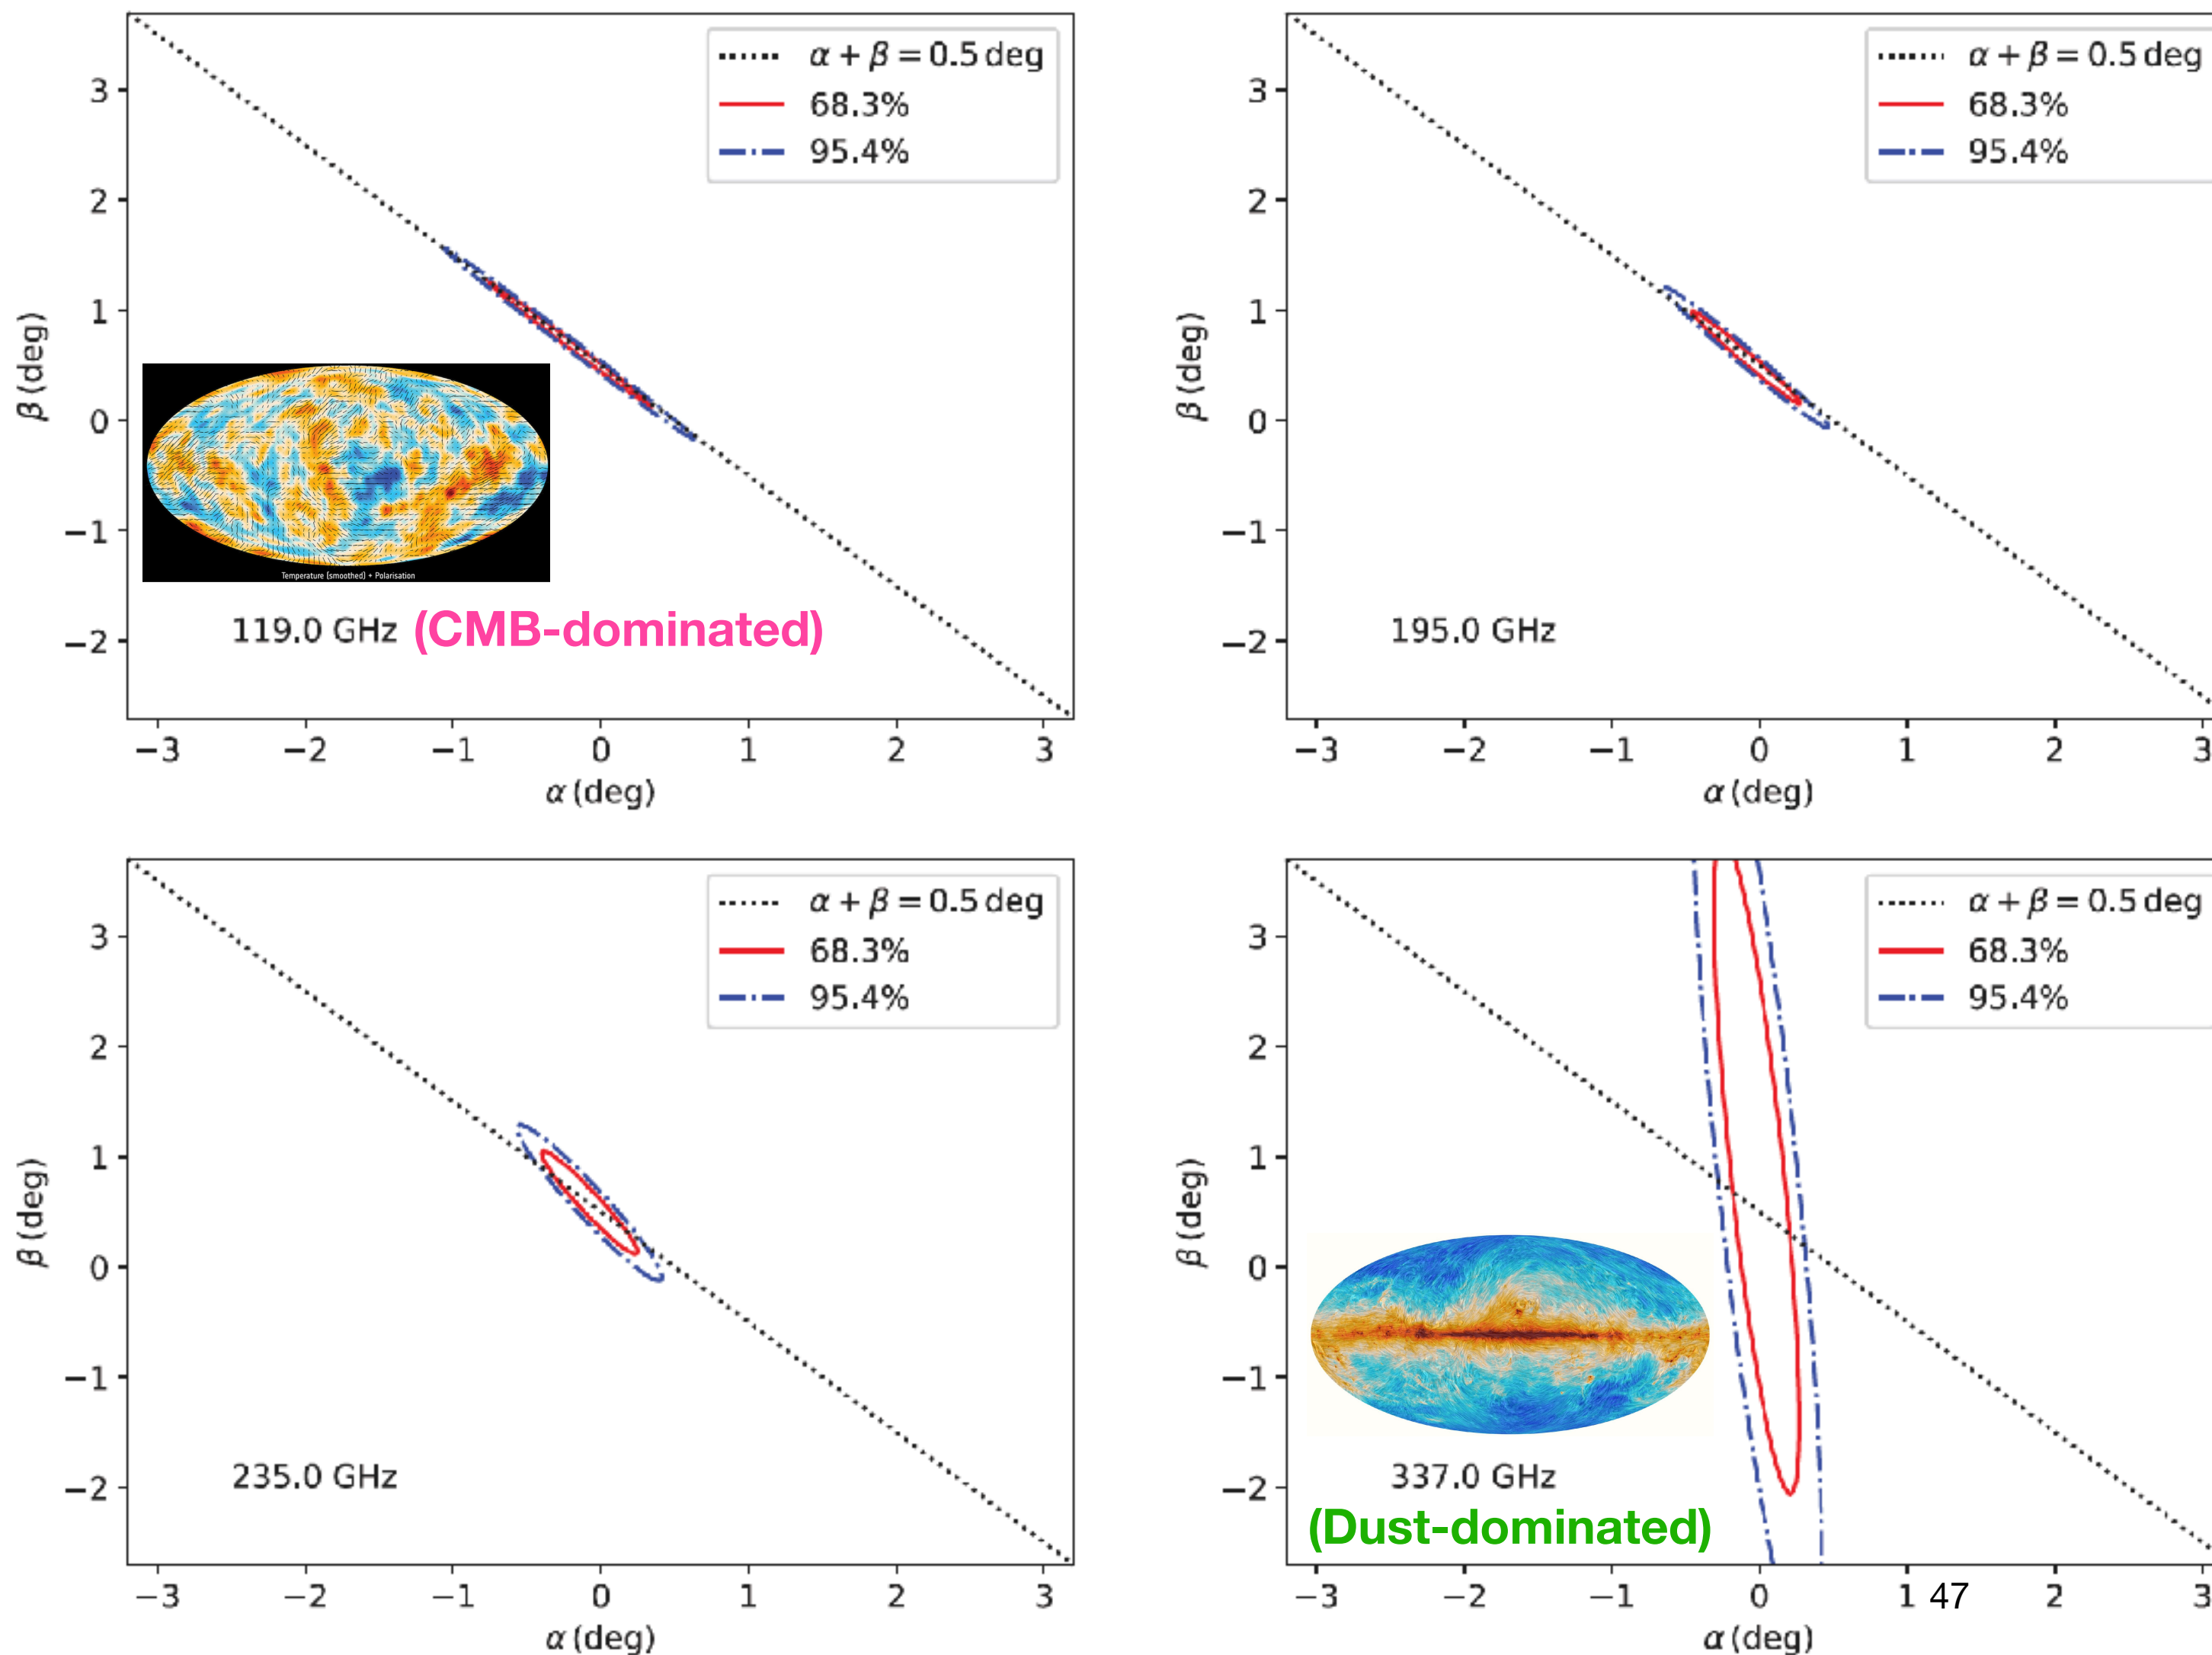 α + β = 0.5 deg
68.3%
95.4%
3
2
1
0
−1
−2
β (deg)
Temperature (smoothed) + Polarisation
119.0 GHz (CMB-dominated)
−3 −2 −1 0 1 2 3
α (deg)
α + β = 0.5 deg
68.3%
95.4%
3
2
1
0
−1
−2
β (deg)
195.0 GHz
−3 −2 −1 0 1 2 3
α (deg)
α + β = 0.5 deg
68.3%
95.4%
3
2
1
0
−1
−2
β (deg)
235.0 GHz
−3 −2 −1 0 1 2 3
α (deg)
α + β = 0.5 deg
68.3%
95.4%
3
2
1
0
−1
−2
β (deg)
337.0 GHz
(Dust-dominated)
−3 −2 −1 0 1 47 2 3
α (deg)